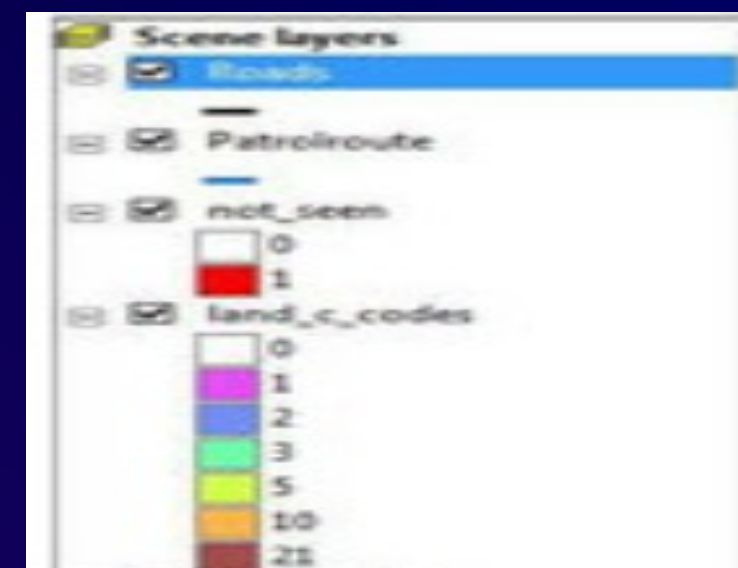 Scene layers
Roads
Patrolroute
not_seen
0
1
land_c_codes
0
1
2
3
5
10
21